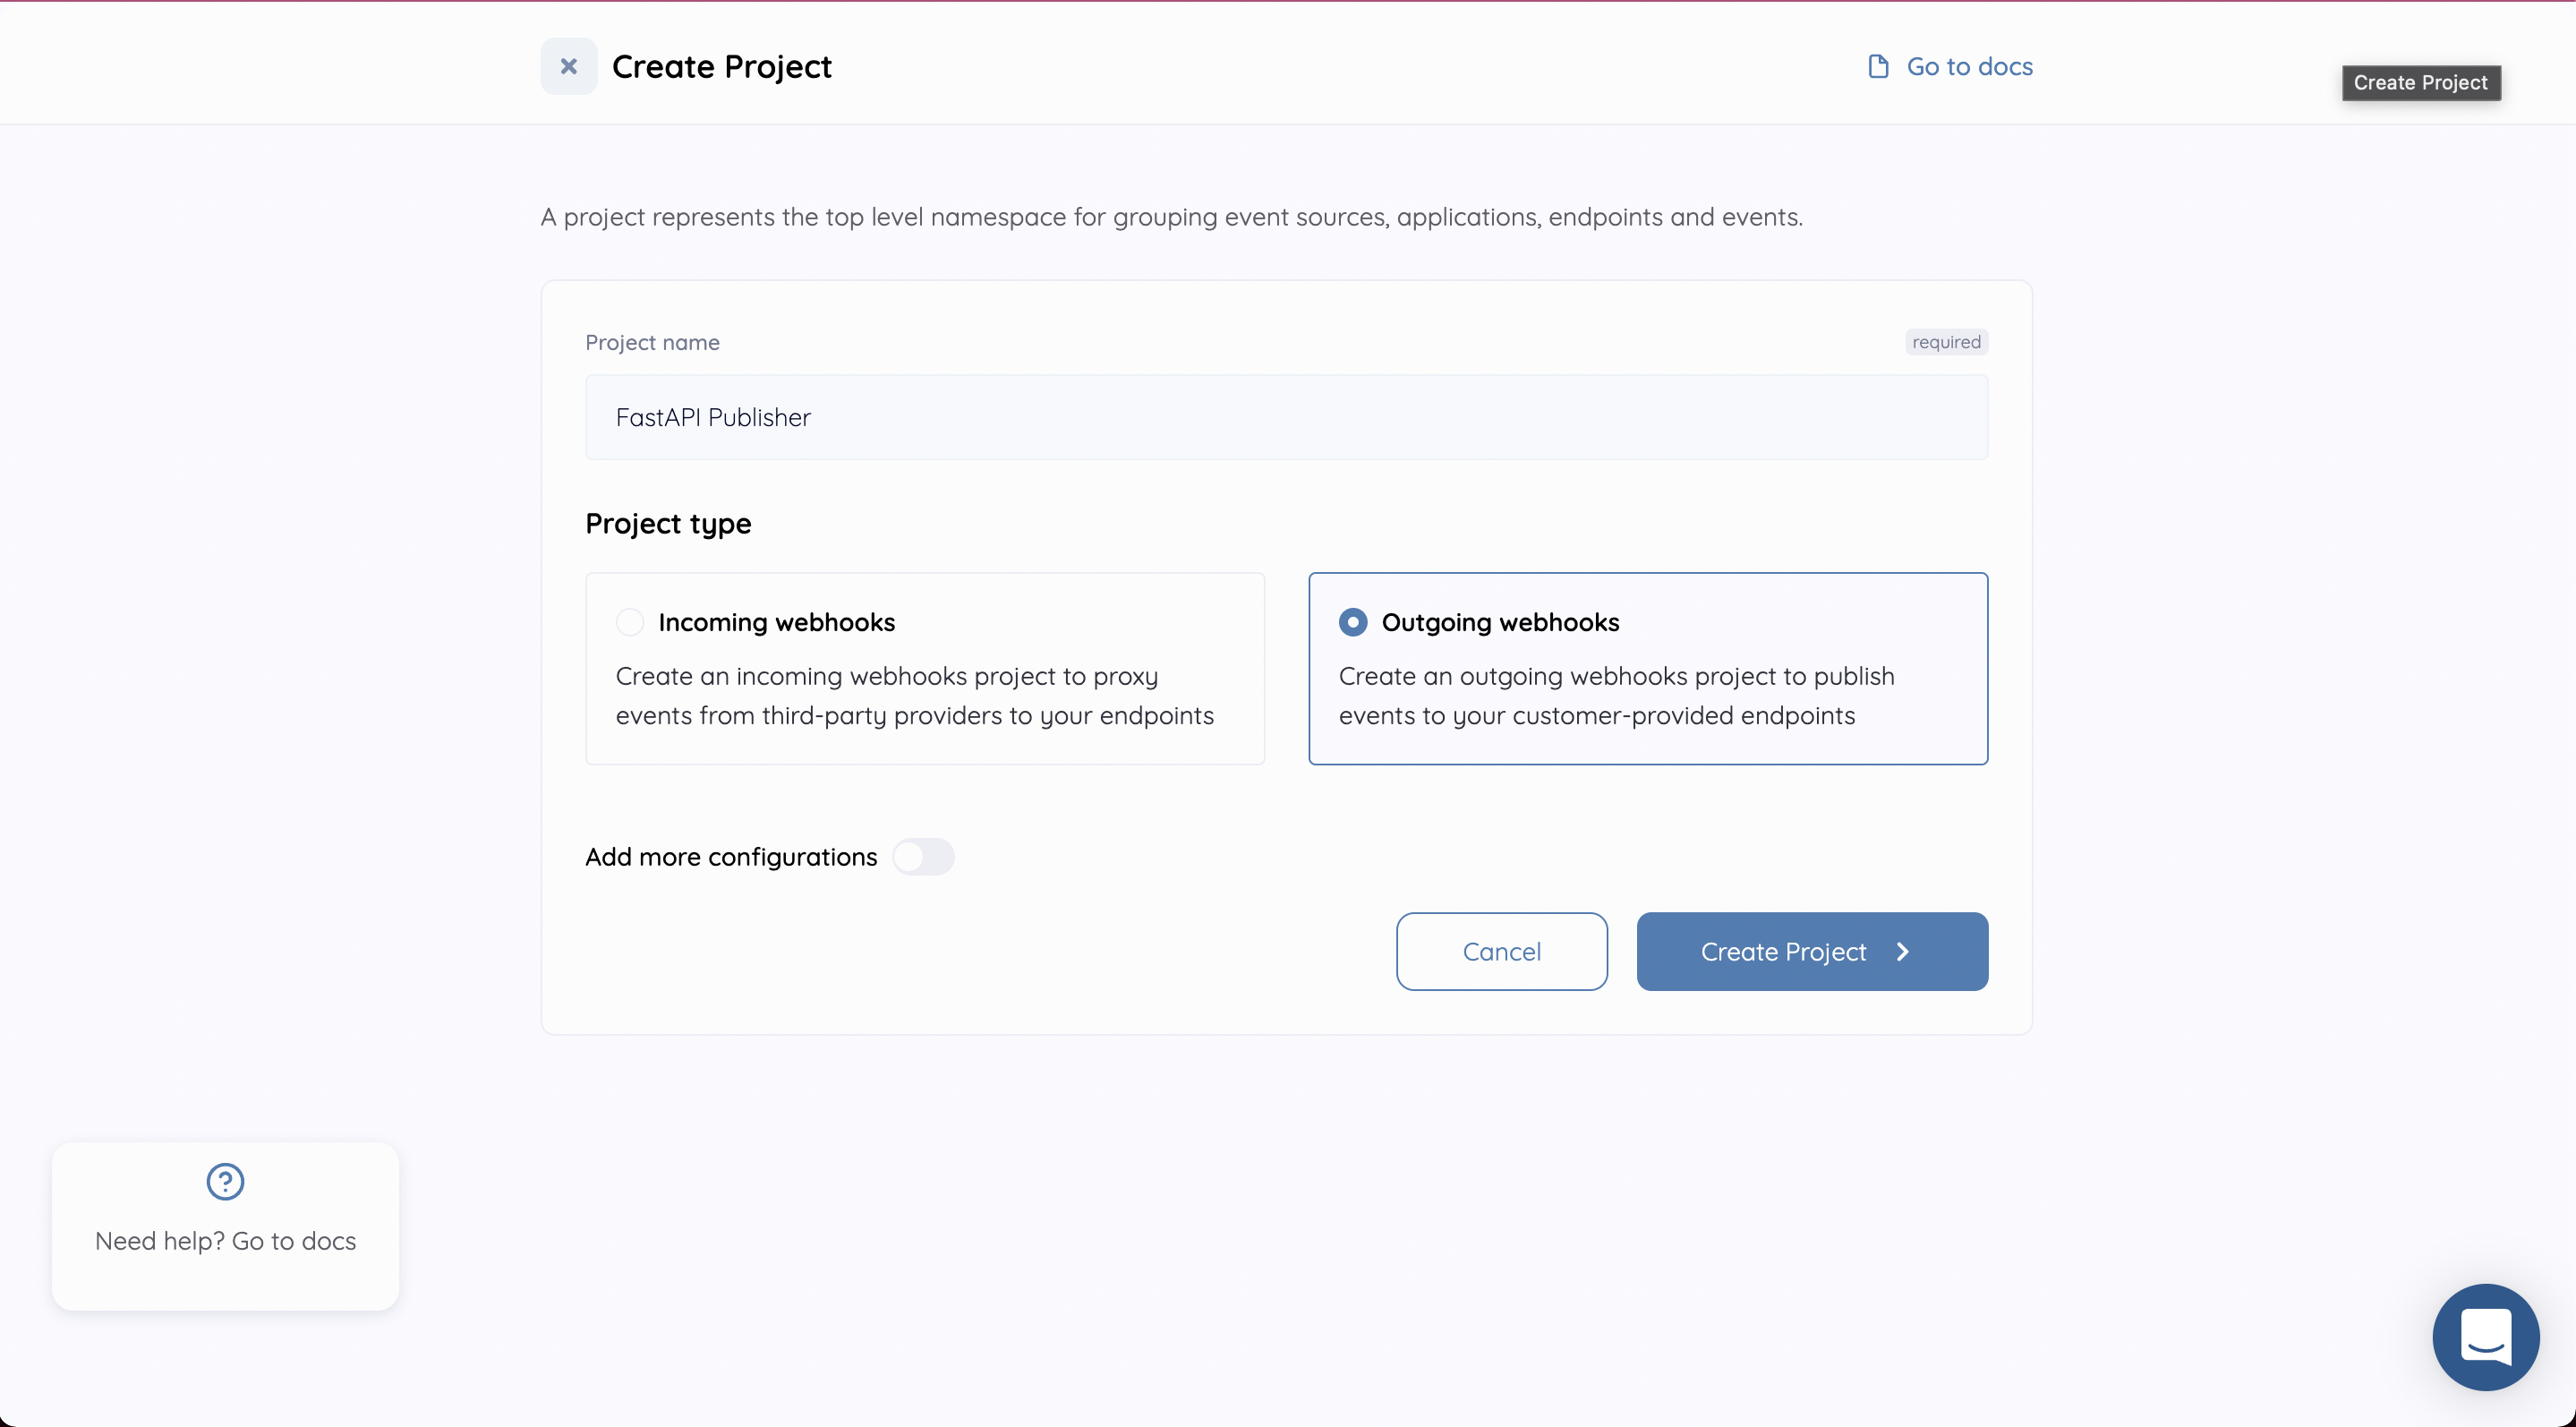 Create Project
Go to docs
Create Project
A project represents the top level namespace for grouping event sources, applications, endpoints and events.
Project name
required
FastAPI Publisher
Project type
Incoming webhooks
Create an incoming webhooks project to proxy
events from third-party providers to your endpoints
Outgoing webhooks
Create an outgoing webhooks project to publish
events to your customer-provided endpoints
Add more configurations
Cancel
Create Project
Need help? Go to docs